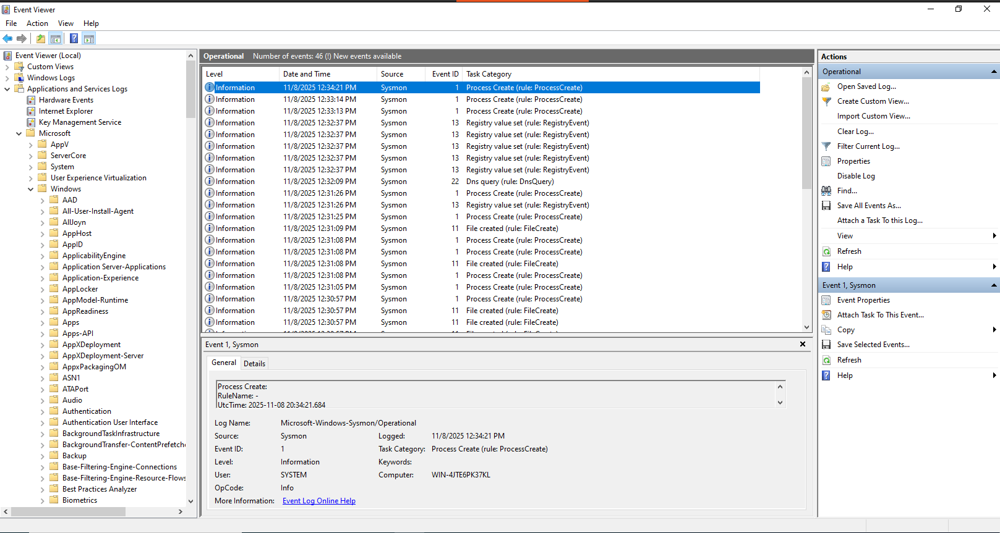 Event Viewer
File Action View Help
Event Viewer (Local)
Custom Views
Windows Logs
Applications and Services Logs
Hardware Events
Internet Explorer
Key Management Service
Microsoft
AppV
ServerCore
System
User Experience Virtualization
Windows
AAD
All-User-Install-Agent
AllJoyn
AppHost
AppID
ApplicabilityEngine
Application Server-Applications
Application-Experience
AppLocker
AppModel-Runtime
AppReadiness
Apps
Apps-API
AppXDeployment
AppXDeployment-Server
AppxPackagingOM
ASN1
ATAPort
Audio
Authentication
Authentication User Interface
BackgroundTaskInfrastructure
BackgroundTransfer-ContentPrefetche
Backup
Base-Filtering-Engine-Connections
Base-Filtering-Engine-Resource-Flows
Best Practices Analyzer
Biometrics
Operational Number of events: 46 (!) New events available
Level Date and Time Source Event ID Task Category
Information 11/8/2025 12:34:21 PM Sysmon 1 Process Create (rule: ProcessCreate)
Information 11/8/2025 12:33:14 PM Sysmon 1 Process Create (rule: ProcessCreate)
Information 11/8/2025 12:33:13 PM Sysmon 1 Process Create (rule: ProcessCreate)
Information 11/8/2025 12:32:37 PM Sysmon 13 Registry value set (rule: RegistryEvent)
Information 11/8/2025 12:32:37 PM Sysmon 13 Registry value set (rule: RegistryEvent)
Information 11/8/2025 12:32:37 PM Sysmon 13 Registry value set (rule: RegistryEvent)
Information 11/8/2025 12:32:37 PM Sysmon 13 Registry value set (rule: RegistryEvent)
Information 11/8/2025 12:32:37 PM Sysmon 13 Registry value set (rule: RegistryEvent)
Information 11/8/2025 12:32:09 PM Sysmon 22 Dns query (rule: DnsQuery)
Information 11/8/2025 12:31:26 PM Sysmon 1 Process Create (rule: ProcessCreate)
Information 11/8/2025 12:31:26 PM Sysmon 13 Registry value set (rule: RegistryEvent)
Information 11/8/2025 12:31:25 PM Sysmon 1 Process Create (rule: ProcessCreate)
Information 11/8/2025 12:31:09 PM Sysmon 11 File created (rule: FileCreate)
Information 11/8/2025 12:31:08 PM Sysmon 1 Process Create (rule: ProcessCreate)
Information 11/8/2025 12:31:08 PM Sysmon 1 Process Create (rule: ProcessCreate)
Information 11/8/2025 12:31:08 PM Sysmon 11 File created (rule: FileCreate)
Information 11/8/2025 12:31:08 PM Sysmon 1 Process Create (rule: ProcessCreate)
Information 11/8/2025 12:31:05 PM Sysmon 1 Process Create (rule: ProcessCreate)
Information 11/8/2025 12:30:57 PM Sysmon 1 Process Create (rule: ProcessCreate)
Information 11/8/2025 12:30:57 PM Sysmon 11 File created (rule: FileCreate)
Information 11/8/2025 12:30:57 PM Sysmon 11 File created (rule: FileCreate)
Event 1, Sysmon
General Details
Process Create:
RuleName: -
UtcTime: 2025-11-08 20:34:21.684
Log Name: Microsoft-Windows-Sysmon/Operational
Source: Sysmon Logged: 11/8/2025 12:34:21 PM
Event ID: 1 Task Category: Process Create (rule: ProcessCreate)
Level: Information Keywords:
User: SYSTEM Computer: WIN-4JTE6PK37KL
OpCode: Info
More Information: Event Log Online Help
Actions
Operational
Open Saved Log...
Create Custom View...
Import Custom View...
Clear Log...
Filter Current Log...
Properties
Disable Log
Find...
Save All Events As...
Attach a Task To this Log...
View
Refresh
Help
Event 1, Sysmon
Event Properties
Attach Task To This Event...
Copy
Save Selected Events...
Refresh
Help